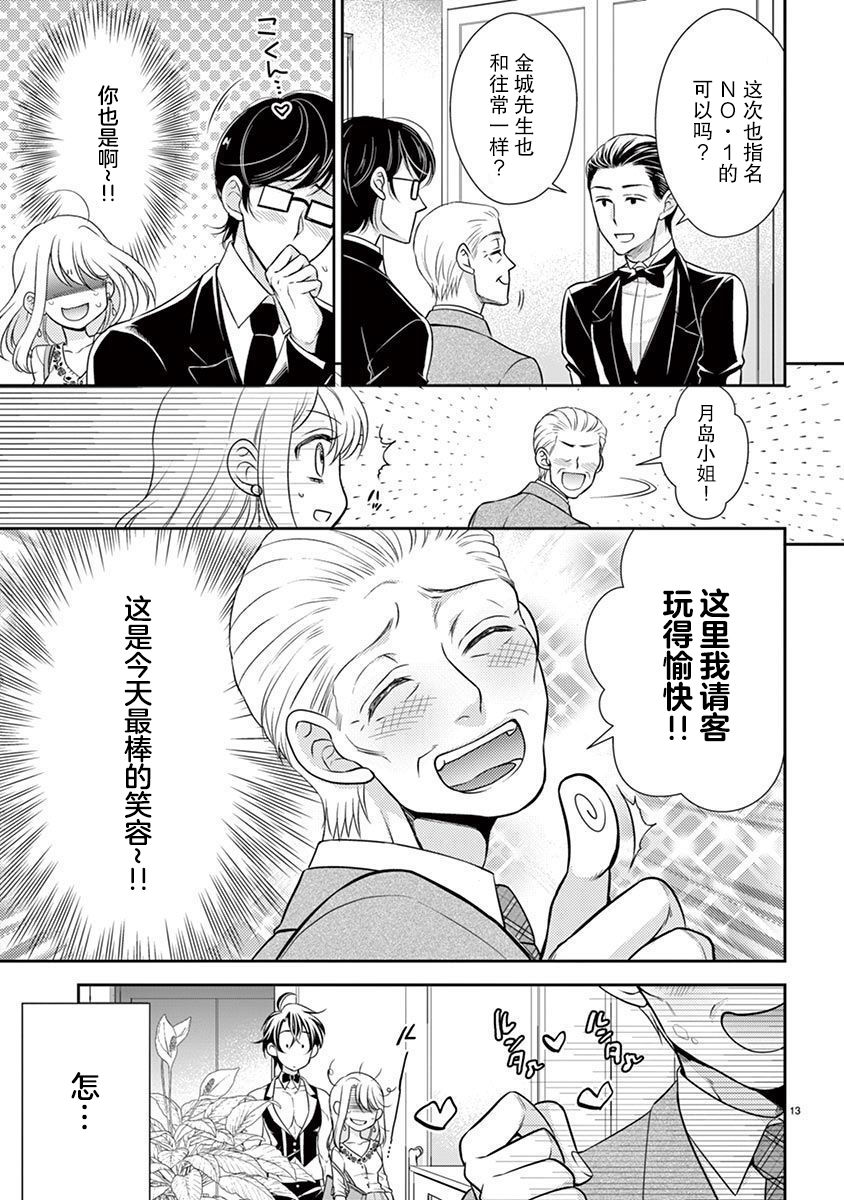 这次也指名
NO·1的
可以吗？
金城先生也
和往常一样？
こくん…♡
你也是啊~!!
月岛小姐！
这里我请客
玩得愉快!!
这是今天最棒的笑容~!!
ルンタっ♪
ルンタっ♪
怎…
13